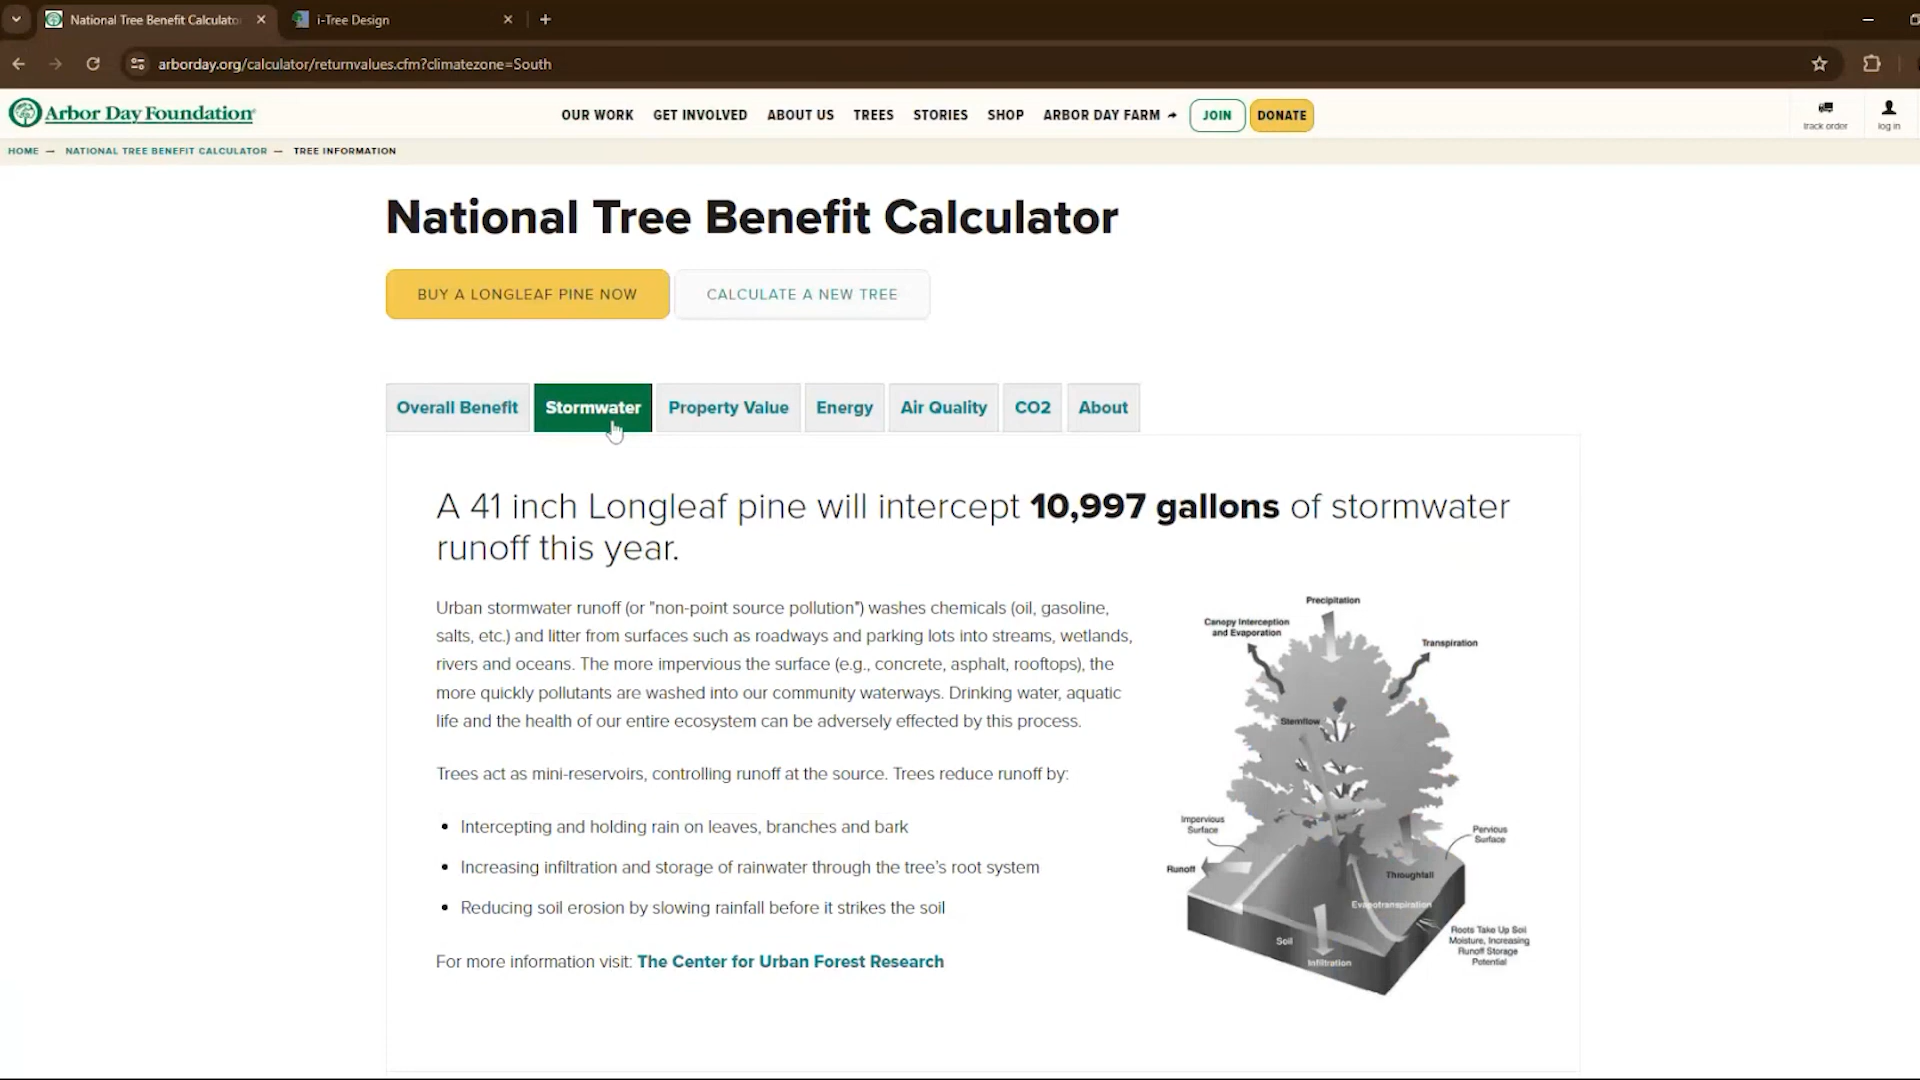 National Tree Benefit Calculato
i-Tree Design
arborday.org/calculator/returnvalues.cfm?climatezone=South
Arbor Day Foundation
OUR WORK GET INVOLVED ABOUT US TREES STORIES SHOP ARBOR DAY FARM JOIN DONATE
track order log in
HOME — NATIONAL TREE BENEFIT CALCULATOR — TREE INFORMATION
National Tree Benefit Calculator
BUY A LONGLEAF PINE NOW CALCULATE A NEW TREE
Overall Benefit Stormwater Property Value Energy Air Quality CO2 About
A 41 inch Longleaf pine will intercept 10,997 gallons of stormwater
runoff this year.
Urban stormwater runoff (or "non-point source pollution") washes chemicals (oil, gasoline,
salts, etc.) and litter from surfaces such as roadways and parking lots into streams, wetlands,
rivers and oceans. The more impervious the surface (e.g., concrete, asphalt, rooftops), the
more quickly pollutants are washed into our community waterways. Drinking water, aquatic
life and the health of our entire ecosystem can be adversely effected by this process.
Trees act as mini-reservoirs, controlling runoff at the source. Trees reduce runoff by:
• Intercepting and holding rain on leaves, branches and bark
• Increasing infiltration and storage of rainwater through the tree's root system
• Reducing soil erosion by slowing rainfall before it strikes the soil
For more information visit: The Center for Urban Forest Research
Precipitation
Canopy Interception
and Evaporation
Transpiration
Stemflow
Impervious
Surface
Pervious
Surface
Runoff
Throughfall
Evapotranspiration
Roots Take Up Soil
Moisture, Increasing
Runoff Storage
Potential
Soil
Infiltration